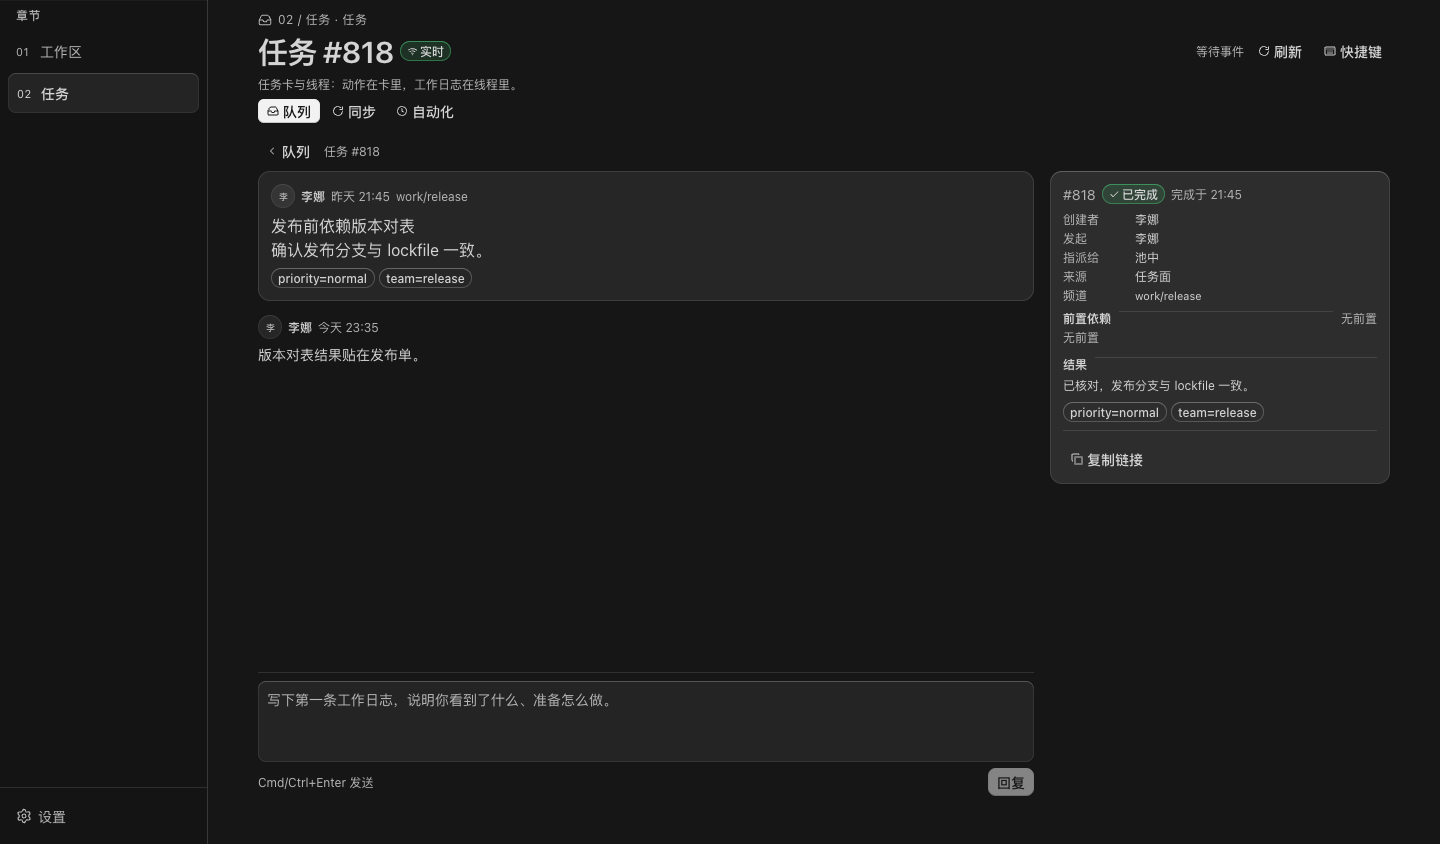 章节
01 工作区
02 任务
设置
02 / 任务 · 任务
任务 #818 实时
任务卡与线程：动作在卡里，工作日志在线程里。
等待事件 刷新 快捷键
队列 同步 自动化
队列 任务 #818
李 李娜 昨天 21:45 work/release
发布前依赖版本对表
确认发布分支与 lockfile 一致。
priority=normal team=release
李 李娜 今天 23:35
版本对表结果贴在发布单。
写下第一条工作日志，说明你看到了什么、准备怎么做。
Cmd/Ctrl+Enter 发送 回复
#818 已完成 完成于 21:45
创建者 李娜
发起 李娜
指派给 池中
来源 任务面
频道 work/release
前置依赖 无前置
无前置
结果
已核对，发布分支与 lockfile 一致。
priority=normal team=release
复制链接